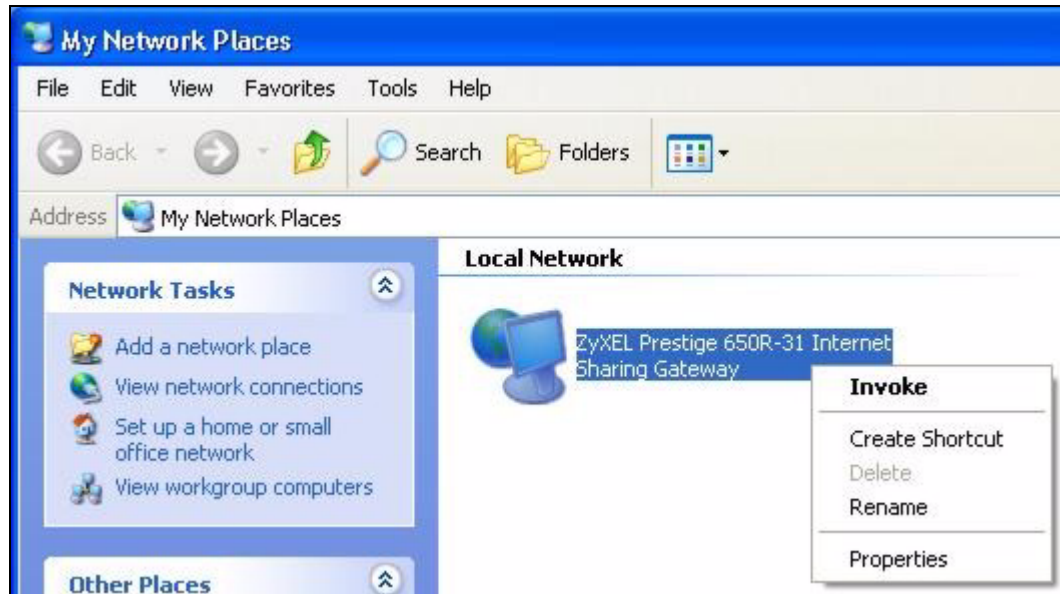 My Network Places
File Edit View Favorites Tools Help
Back Search Folders
Address My Network Places
Network Tasks
Add a network place
View network connections
Set up a home or small
office network
View workgroup computers
Other Places
Local Network
ZyXEL Prestige 650R-31 Internet
Sharing Gateway
Invoke
Create Shortcut
Delete
Rename
Properties